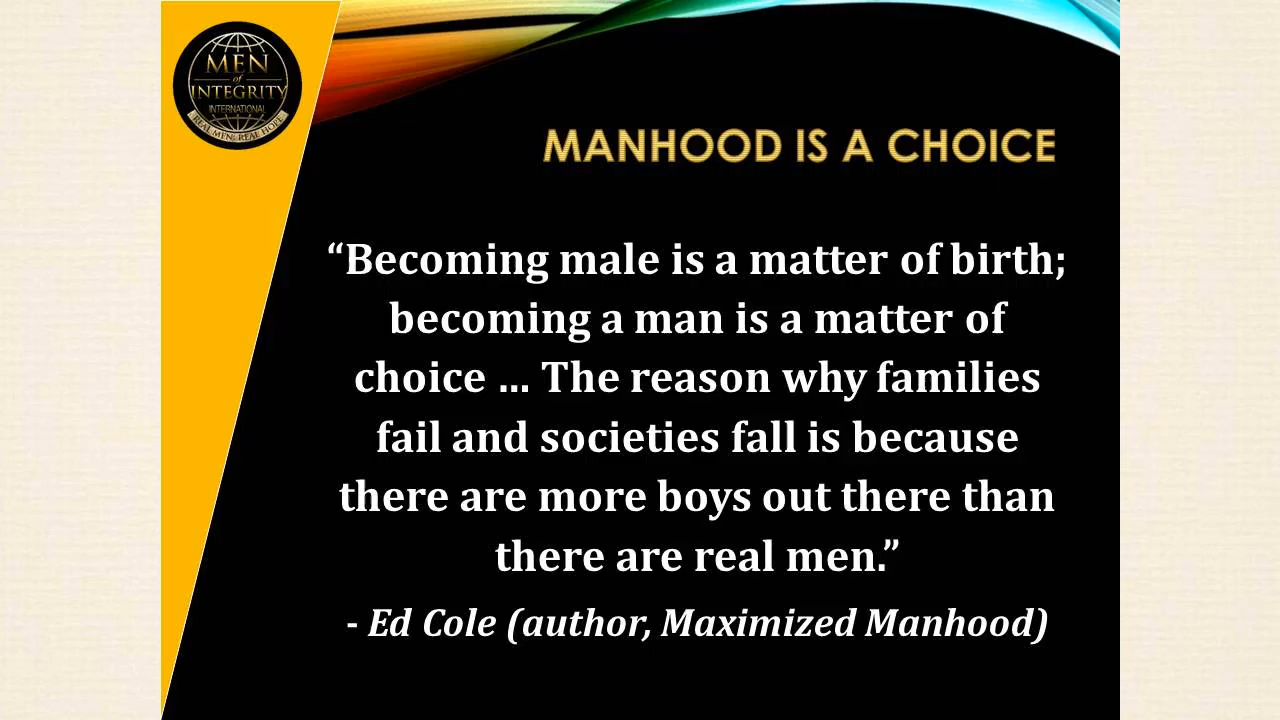 MEN
of
INTEGRITY
INTERNATIONAL
REAL MEN. REAL HOPE
MANHOOD IS A CHOICE
“Becoming male is a matter of birth;
becoming a man is a matter of
choice ... The reason why families
fail and societies fall is because
there are more boys out there than
there are real men.”
- Ed Cole (author, Maximized Manhood)